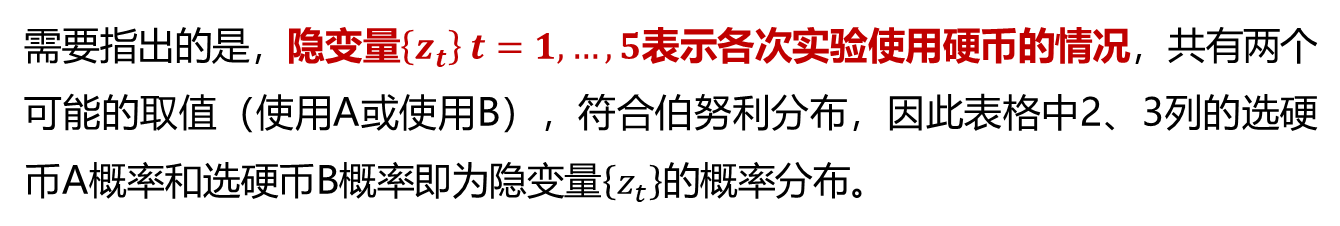 需要指出的是，隐变量{z_t} t = 1, … , 5表示各次实验使用硬币的情况，共有两个
可能的取值（使用A或使用B），符合伯努利分布，因此表格中2、3列的选硬
币A概率和选硬币B概率即为隐变量{z_t}的概率分布。